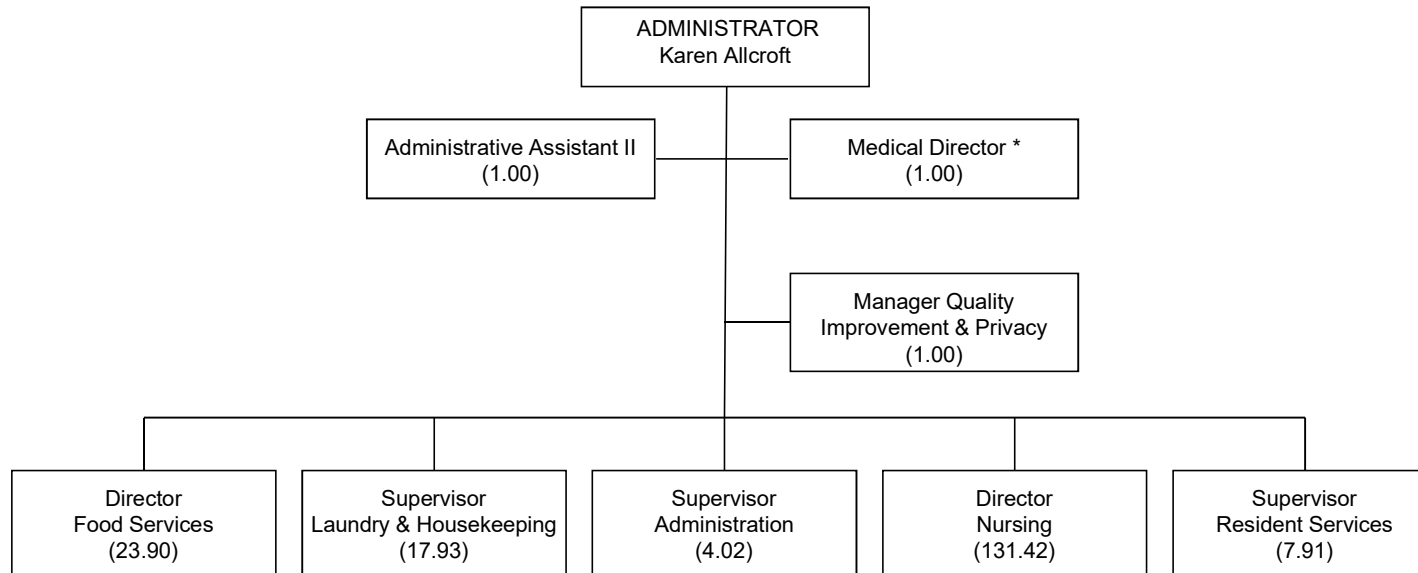 ADMINISTRATOR
Karen Allcroft
Administrative Assistant II
(1.00)
Medical Director *
(1.00)
Manager Quality
Improvement & Privacy
(1.00)
Director
Food Services
(23.90)
Supervisor
Laundry & Housekeeping
(17.93)
Supervisor
Administration
(4.02)
Director
Nursing
(131.42)
Supervisor
Resident Services
(7.91)